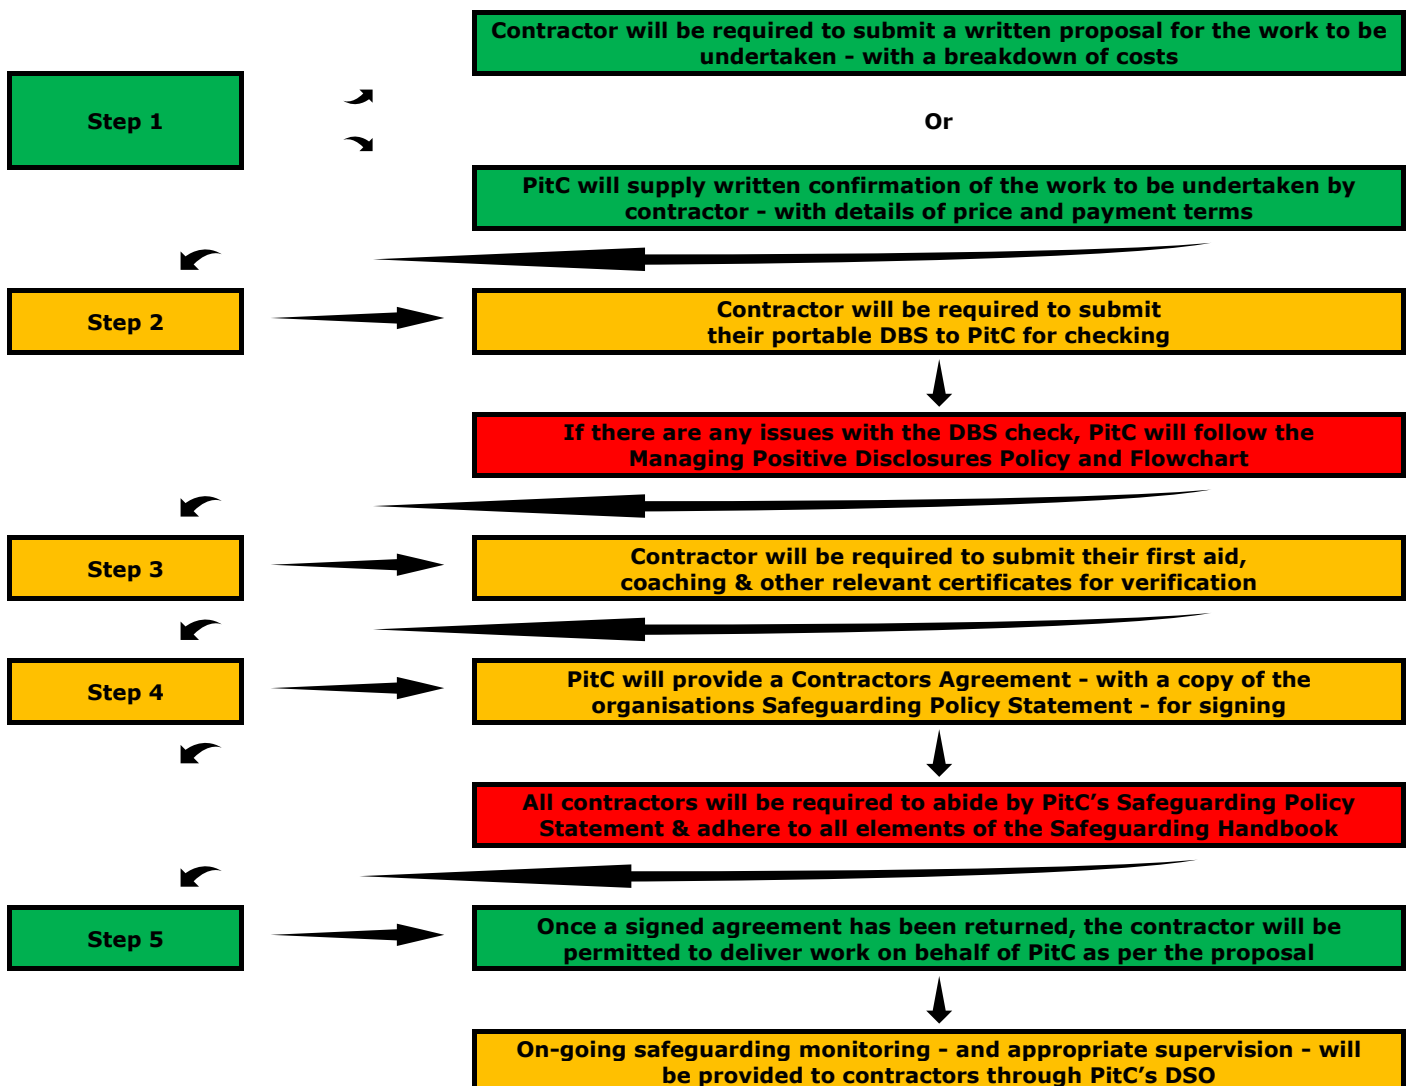 Contractor will be required to submit a written proposal for the work to be
undertaken - with a breakdown of costs
Step 1
Or
PitC will supply written confirmation of the work to be undertaken by
contractor - with details of price and payment terms
Step 2
Contractor will be required to submit
their portable DBS to PitC for checking
If there are any issues with the DBS check, PitC will follow the
Managing Positive Disclosures Policy and Flowchart
Step 3
Contractor will be required to submit their first aid,
coaching & other relevant certificates for verification
Step 4
PitC will provide a Contractors Agreement - with a copy of the
organisations Safeguarding Policy Statement - for signing
All contractors will be required to abide by PitC’s Safeguarding Policy
Statement & adhere to all elements of the Safeguarding Handbook
Step 5
Once a signed agreement has been returned, the contractor will be
permitted to deliver work on behalf of PitC as per the proposal
On-going safeguarding monitoring - and appropriate supervision - will
be provided to contractors through PitC’s DSO